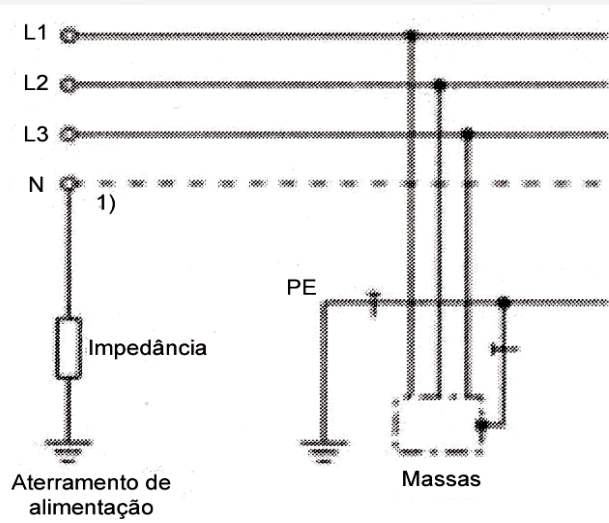 L1
L2
L3
N
1)
PE
Impedância
Massas
Aterramento de
alimentação